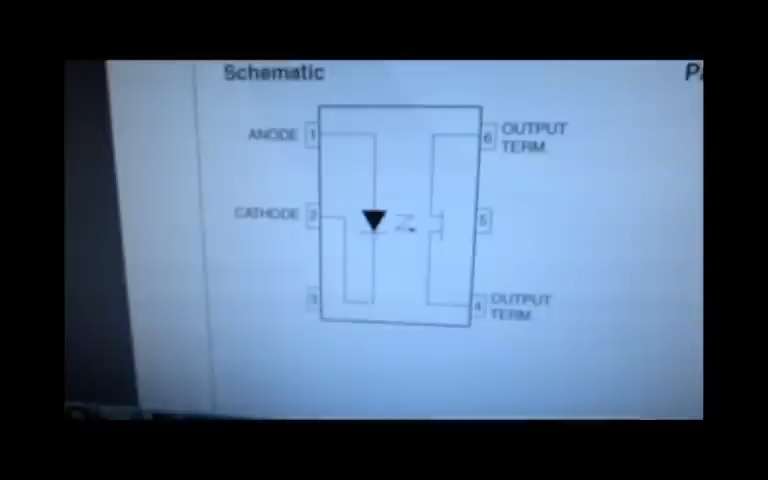 Schematic
ANODE 1
CATHODE 2
3
6 OUTPUT
TERM.
5
4 OUTPUT
TERM.